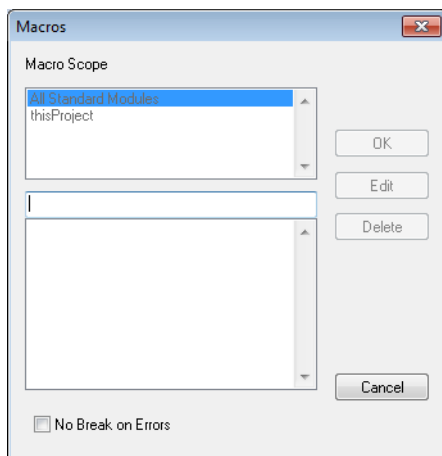 Macros
Macro Scope
All Standard Modules
thisProject
OK
Edit
Delete
Cancel
No Break on Errors